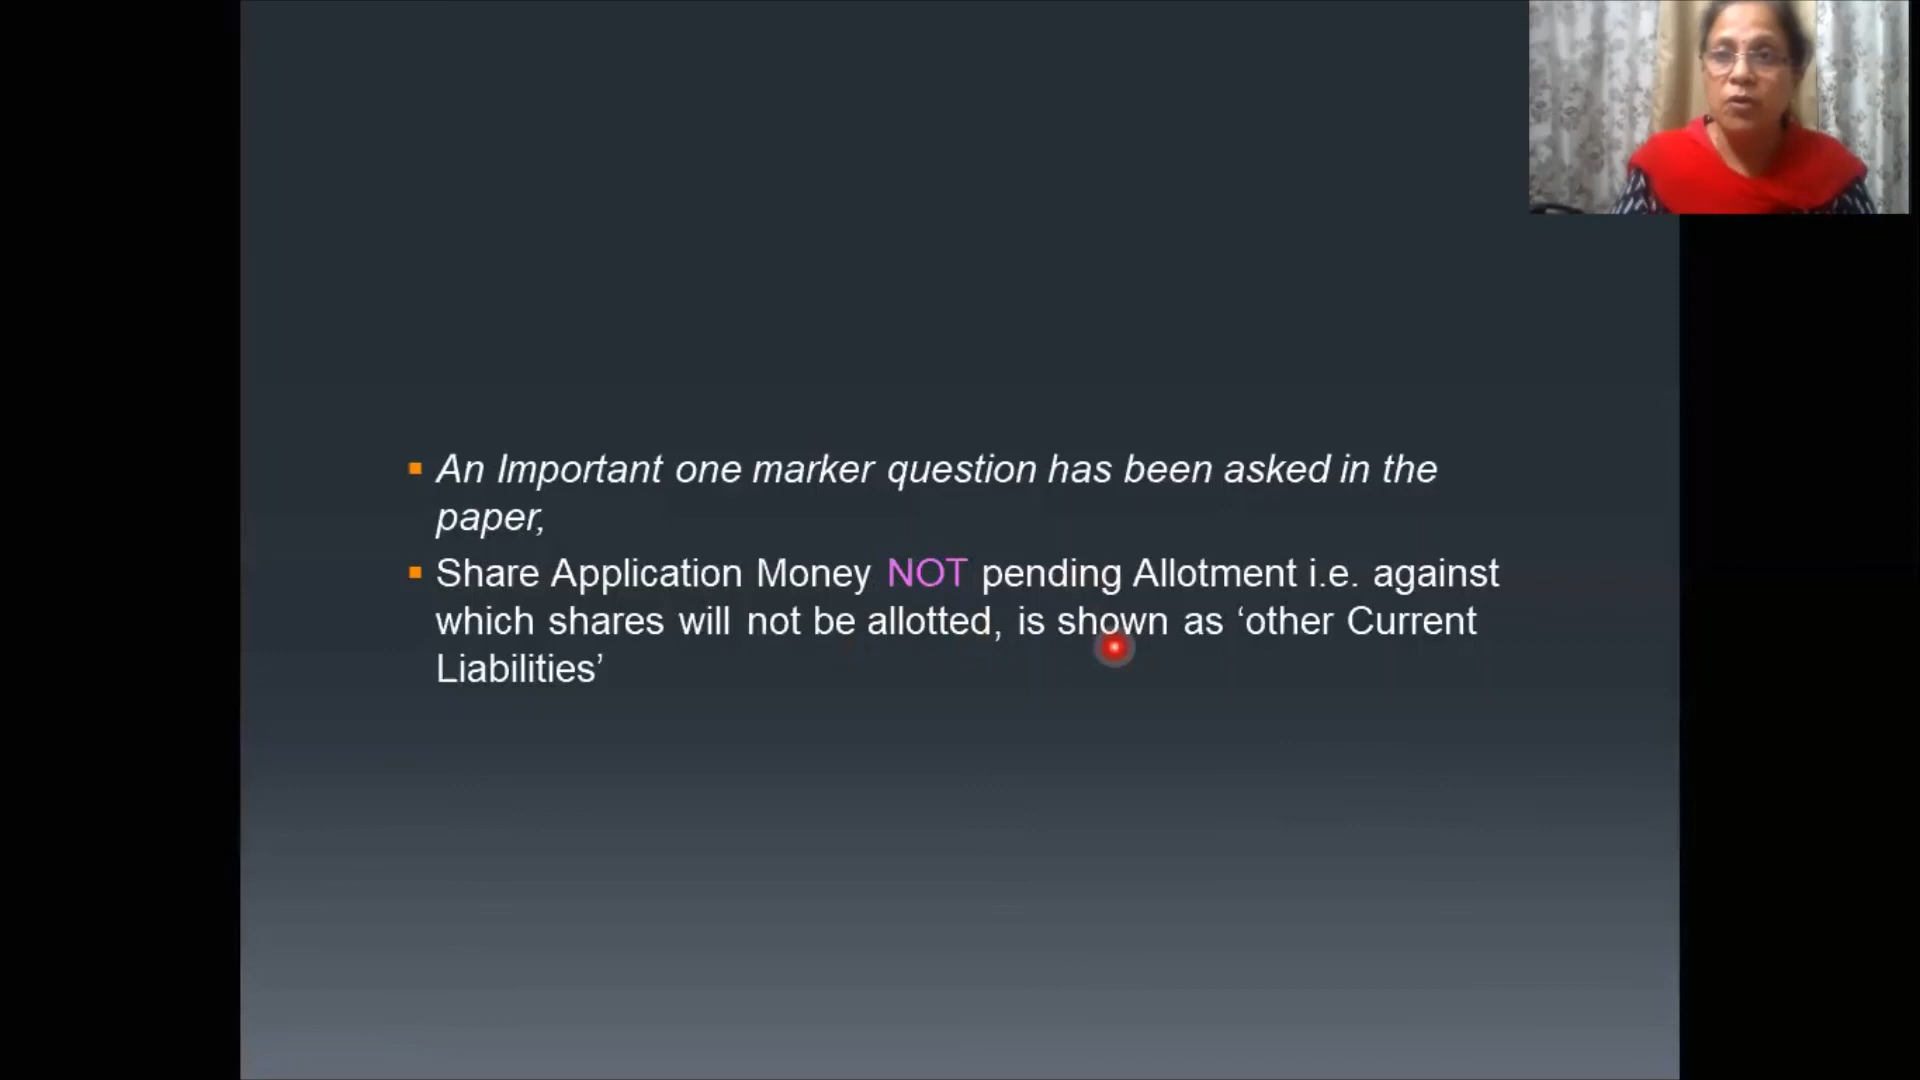 An Important one marker question has been asked in the
paper,
Share Application Money NOT pending Allotment i.e. against
which shares will not be allotted, is shown as ‘other Current
Liabilities’